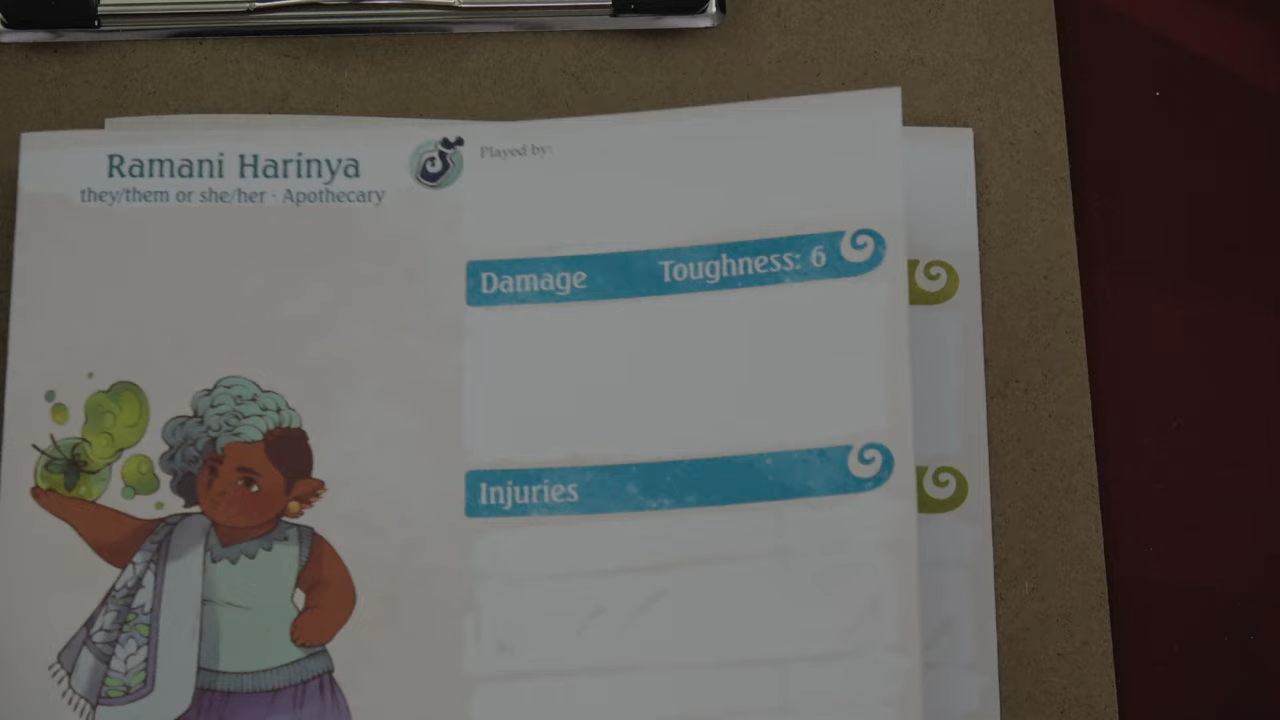 Ramani Harinya
they/them or she/her - Apothecary
Played by:
Damage Toughness: 6
Injuries